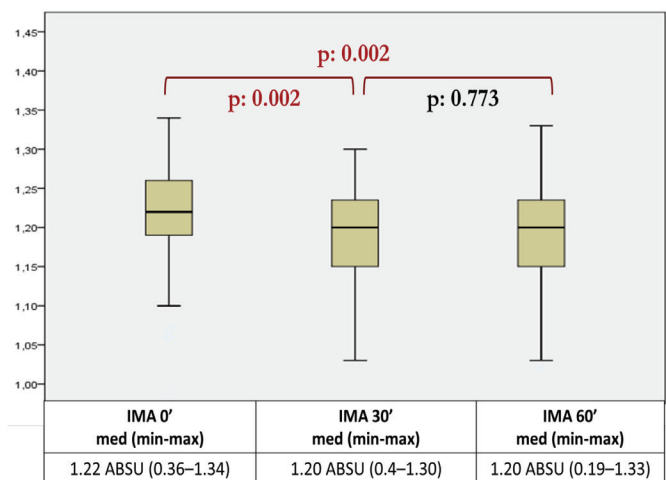 1,45
1,40
1,35
1,30
1,25
1,20
1,15
1,10
1,05
1,00
p: 0.002
p: 0.002
p: 0.773
IMA 0'
med (min-max)
IMA 30'
med (min-max)
IMA 60'
med (min-max)
1.22 ABSU (0.36–1.34)
1.20 ABSU (0.4–1.30)
1.20 ABSU (0.19–1.33)